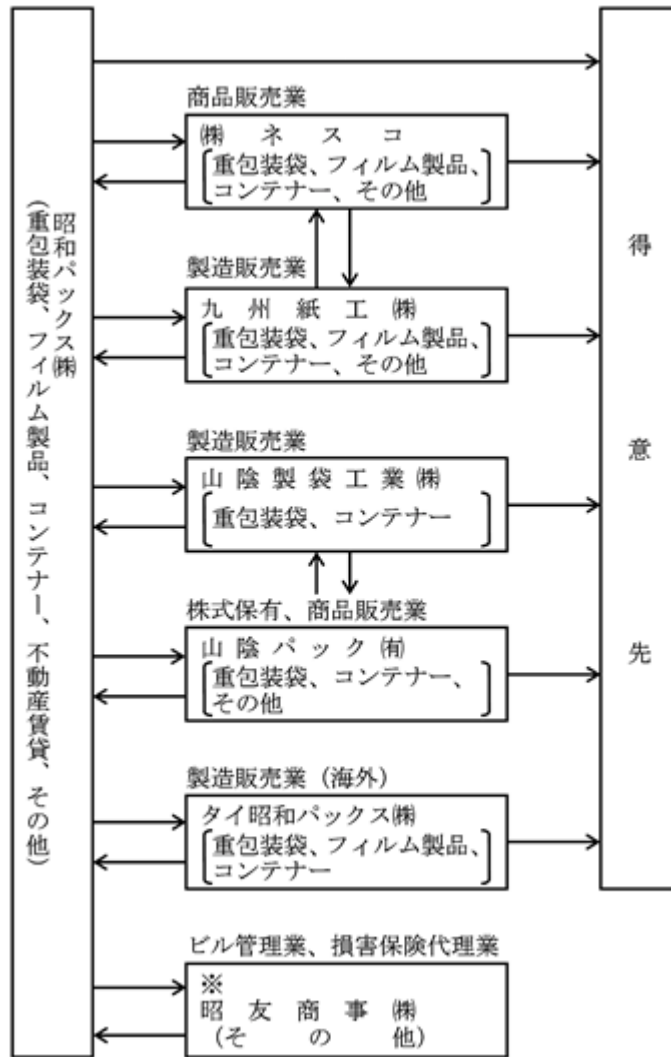 昭和パックス㈱
(重包装袋、フィルム製品、コンテナー、不動産賃貸、その他)
商品販売業
㈱ネスコ
重包装袋、フィルム製品、
コンテナー、その他
製造販売業
九州紙工㈱
重包装袋、フィルム製品、
コンテナー、その他
製造販売業
山陰製袋工業㈱
重包装袋、コンテナー
株式保有、商品販売業
山陰パック㈲
重包装袋、コンテナー、
その他
製造販売業(海外)
タイ昭和パックス㈱
重包装袋、フィルム製品、
コンテナー
ビル管理業、損害保険代理業
※
昭友商事㈱
(その他)
得意先